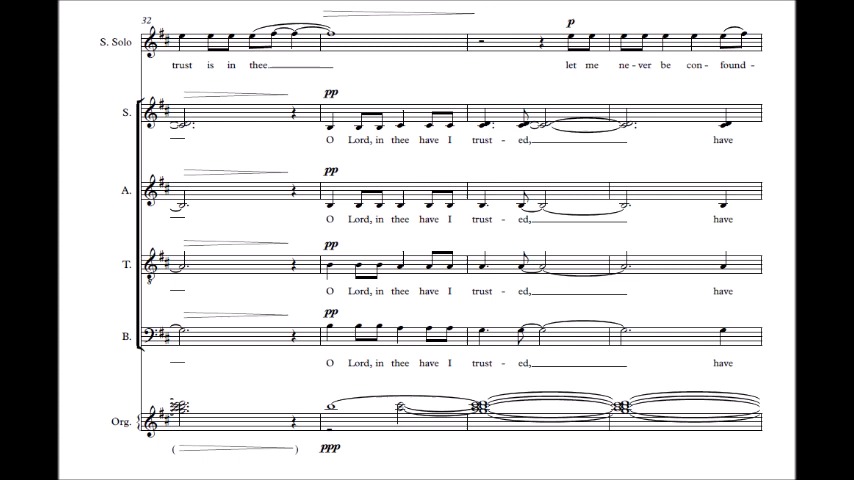 32
p
S. Solo
trust is in thee
let me ne - ver be con - found -
pp
S.
O Lord, in thee have I trust - ed, have
pp
A.
O Lord, in thee have I trust - ed, have
pp
T.
O Lord, in thee have I trust - ed, have
pp
B.
O Lord, in thee have I trust - ed, have
Org.
( ) ppp